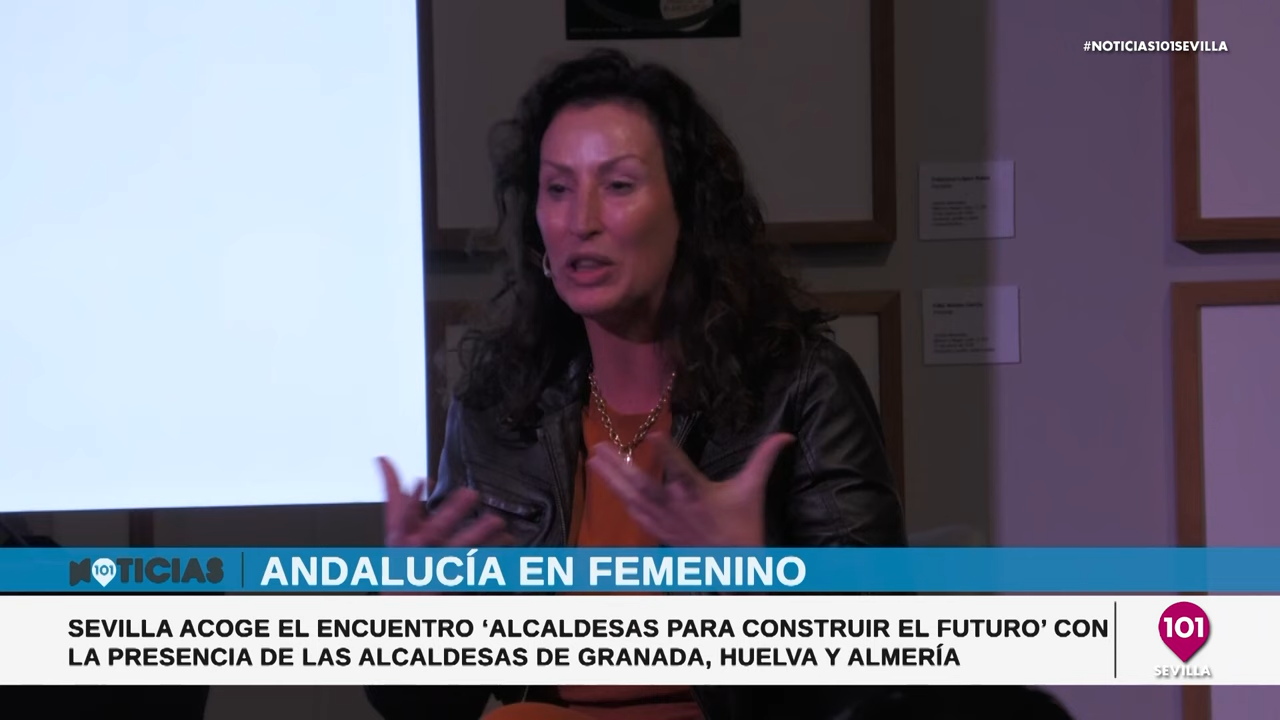 #NOTICIAS101SEVILLA
NOTICIAS
101
ANDALUCÍA EN FEMENINO
SEVILLA ACOGE EL ENCUENTRO ‘ALCALDESAS PARA CONSTRUIR EL FUTURO’ CON
LA PRESENCIA DE LAS ALCALDESAS DE GRANADA, HUELVA Y ALMERÍA
101
SEVILLA